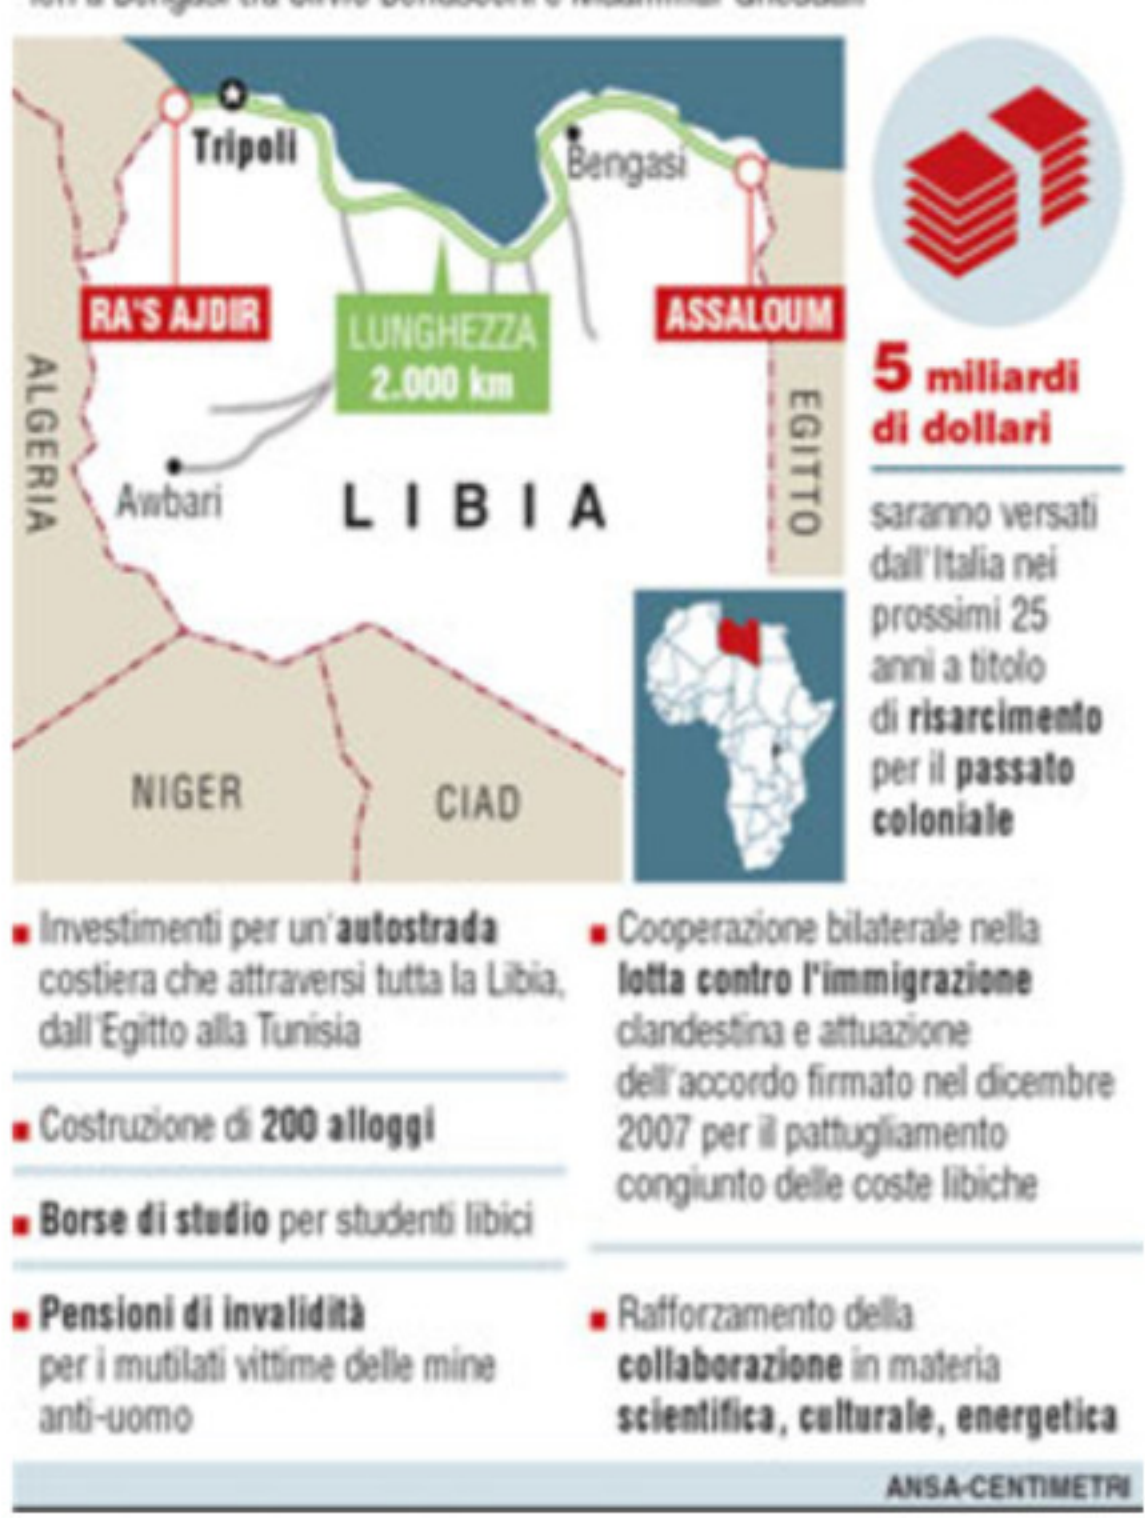 Tripoli
Bengasi
RA'S AJDIR
LUNGHEZZA
2.000 km
ASSALOUM
ALGERIA
EGITTO
Awbari
LIBIA
NIGER
CIAD
5 miliardi
di dollari
saranno versati
dall'Italia nei
prossimi 25
anni a titolo
di risarcimento
per il passato
coloniale
Investimenti per un'autostrada
costiera che attraversi tutta la Libia,
dall'Egitto alla Tunisia
Costruzione di 200 alloggi
Borse di studio per studenti libici
Pensioni di invalidità
per i mutilati vittime delle mine
anti-uomo
Cooperazione bilaterale nella
lotta contro l'immigrazione
clandestina e attuazione
dell'accordo firmato nel dicembre
2007 per il pattugliamento
congiunto delle coste libiche
Rafforzamento della
collaborazione in materia
scientifica, culturale, energetica
ANSA-CENTIMETRI